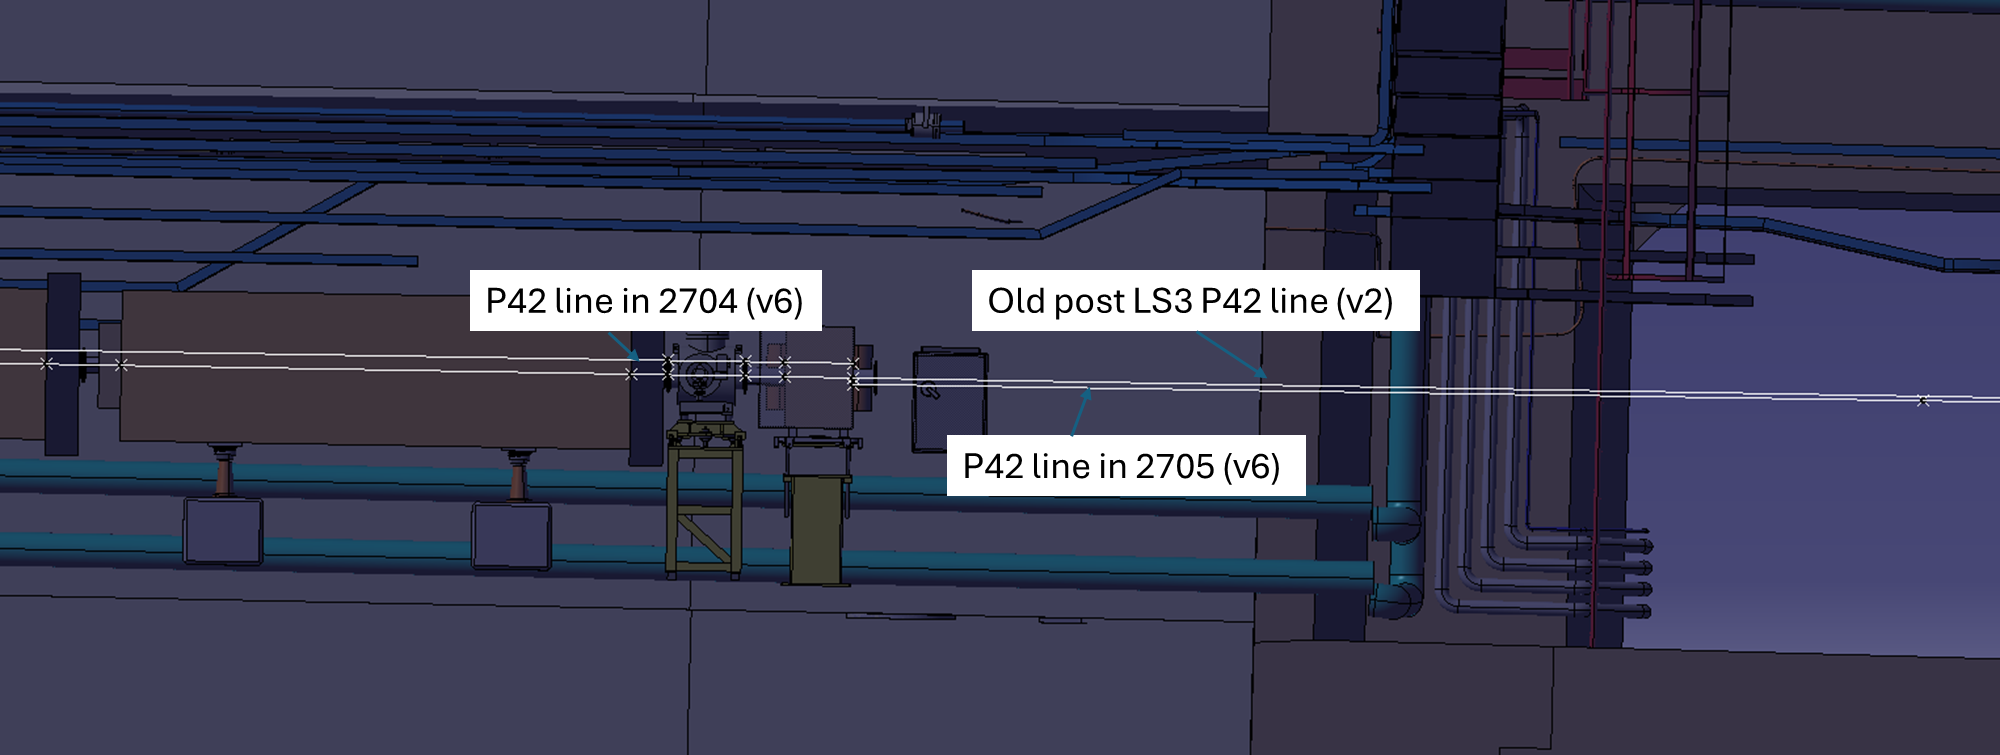 P42 line in 2704 (v6)
Old post LS3 P42 line (v2)
P42 line in 2705 (v6)